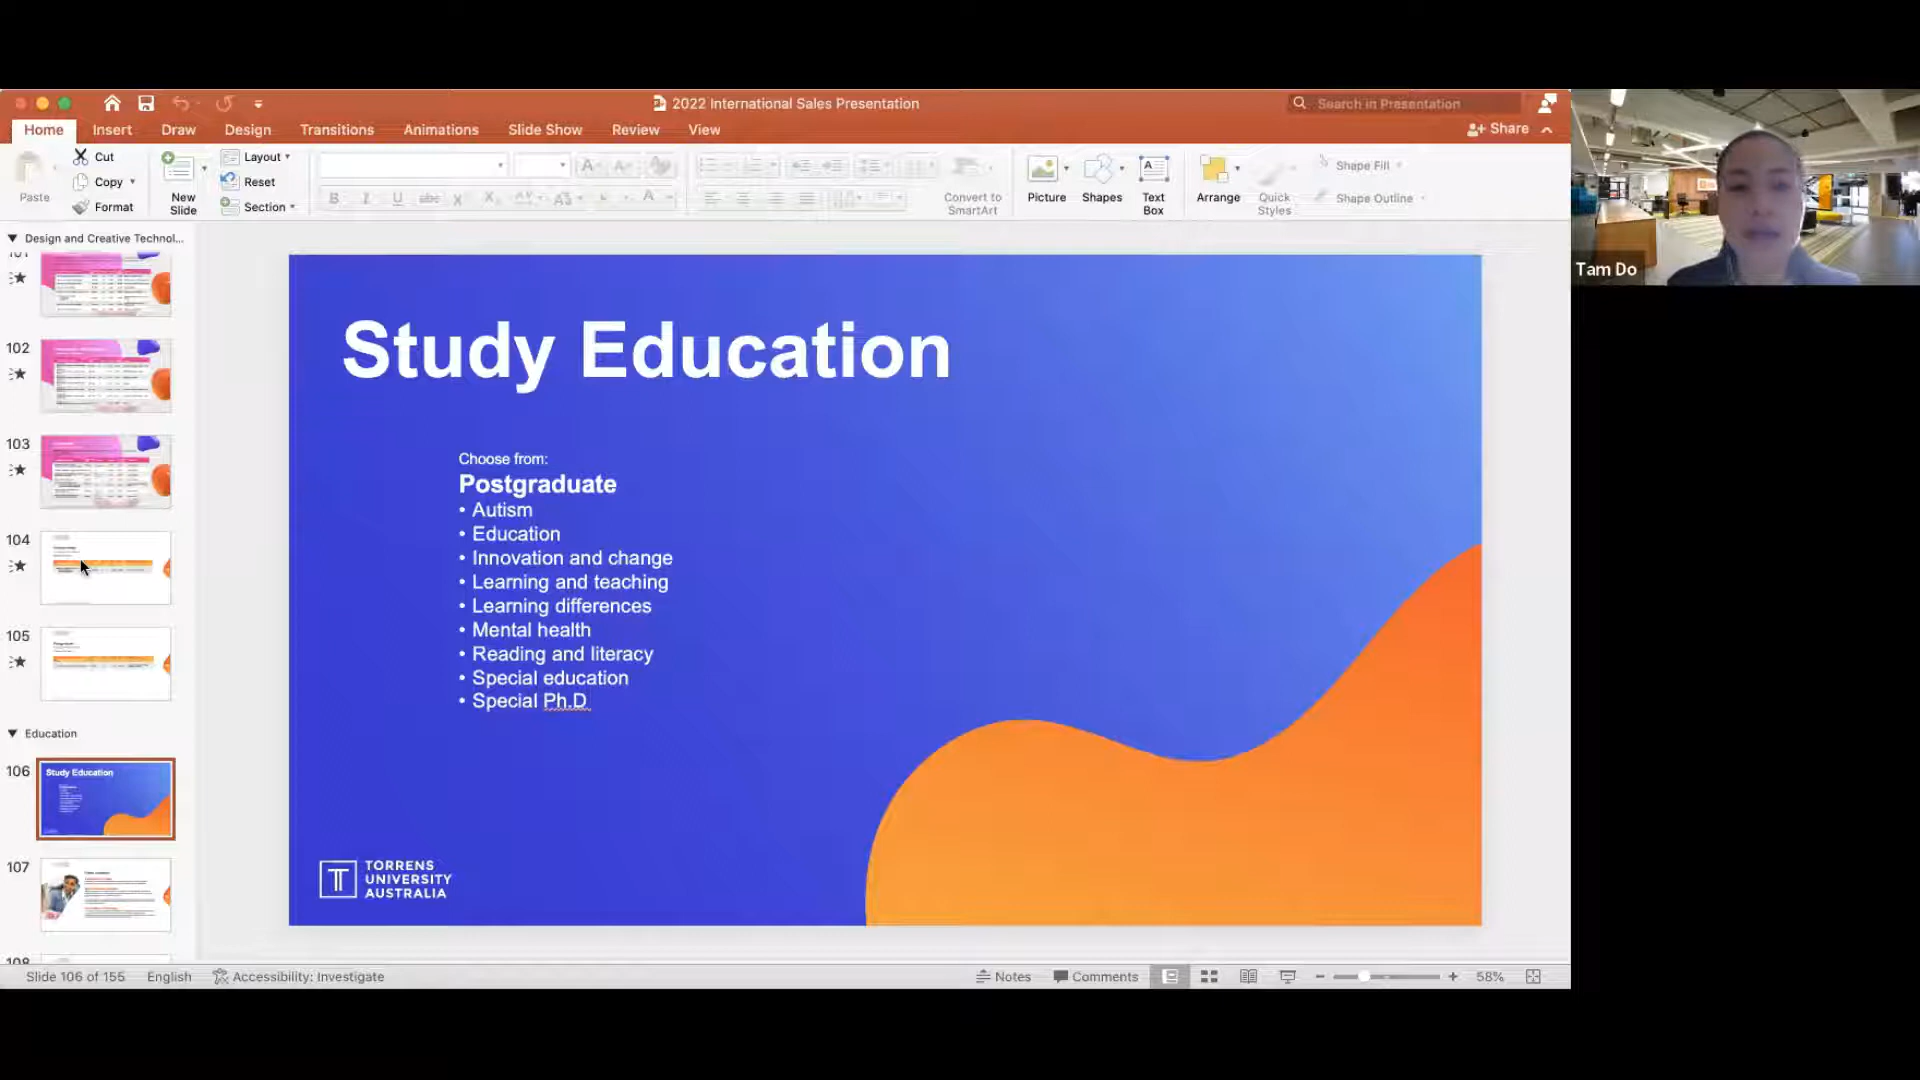 2022 International Sales Presentation
Search in Presentation
Home
Insert
Draw
Design
Transitions
Animations
Slide Show
Review
View
Share
Paste
Cut
Copy
Format
New
Slide
Layout
Reset
Section
Convert to
SmartArt
Picture
Shapes
Text
Box
Arrange
Quick
Styles
Shape Fill
Shape Outline
Tam Do
Design and Creative Technol...
101
102
103
104
105
Education
106
Study Education
107
108
Study Education
Choose from:
Postgraduate
• Autism
• Education
• Innovation and change
• Learning and teaching
• Learning differences
• Mental health
• Reading and literacy
• Special education
• Special Ph.D
TORRENS
UNIVERSITY
AUSTRALIA
Slide 106 of 155
English
Accessibility: Investigate
Notes
Comments
58%